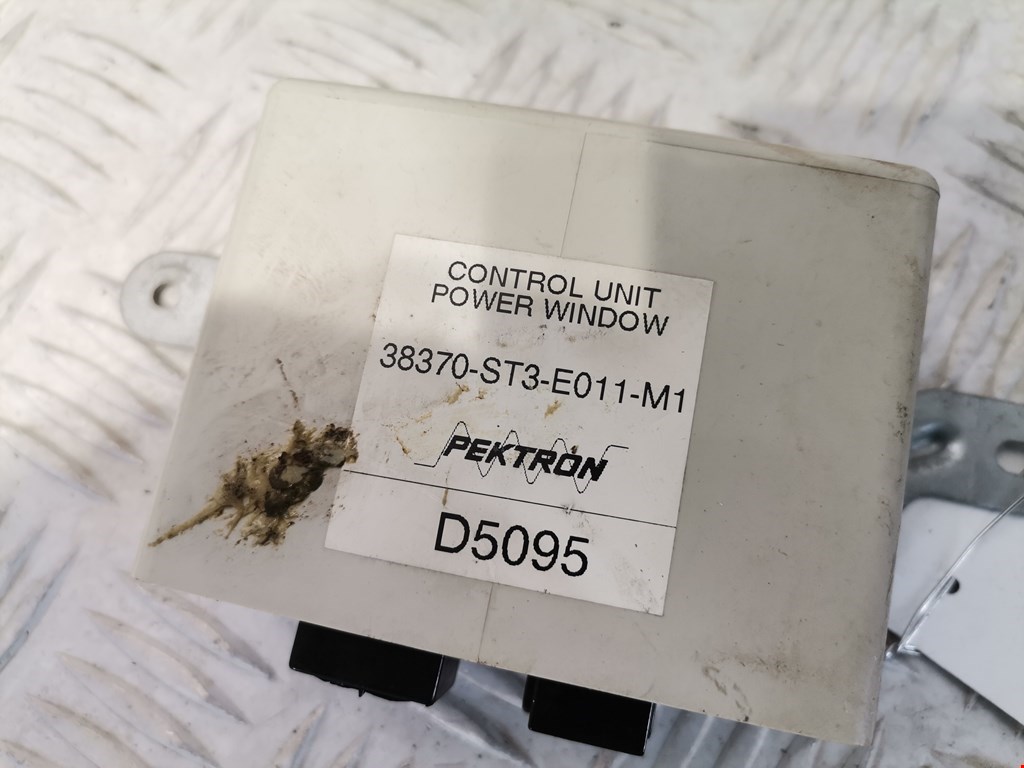 CONTROL UNIT
POWER WINDOW
38370-ST3-E011-M1
PEKTRON
D5095